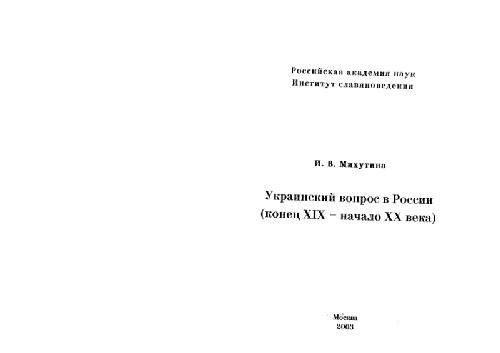 Российская академия наук
Институт славяноведения
И. В. Михутина
Украинский вопрос в России
(конец XIX – начало XX века)
Москва
2003